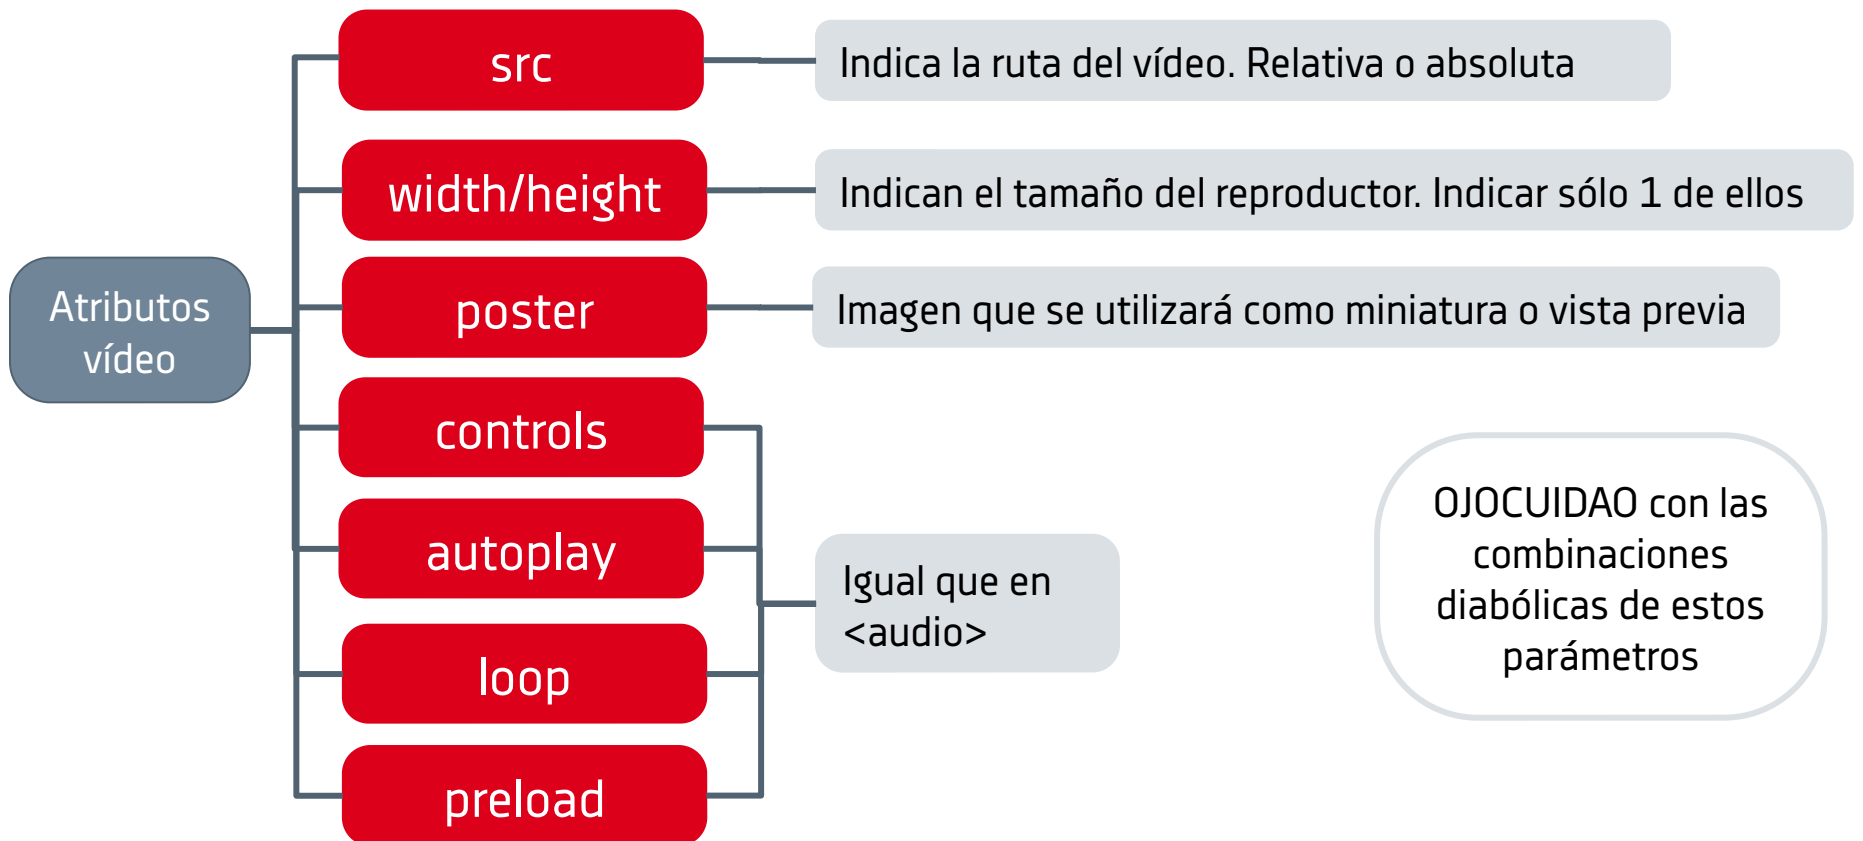 Atributos
vídeo
src
Indica la ruta del vídeo. Relativa o absoluta
width/height
Indican el tamaño del reproductor. Indicar sólo 1 de ellos
poster
Imagen que se utilizará como miniatura o vista previa
controls
autoplay
loop
preload
Igual que en
<audio>
OJOCUIDAO con las
combinaciones
diabólicas de estos
parámetros